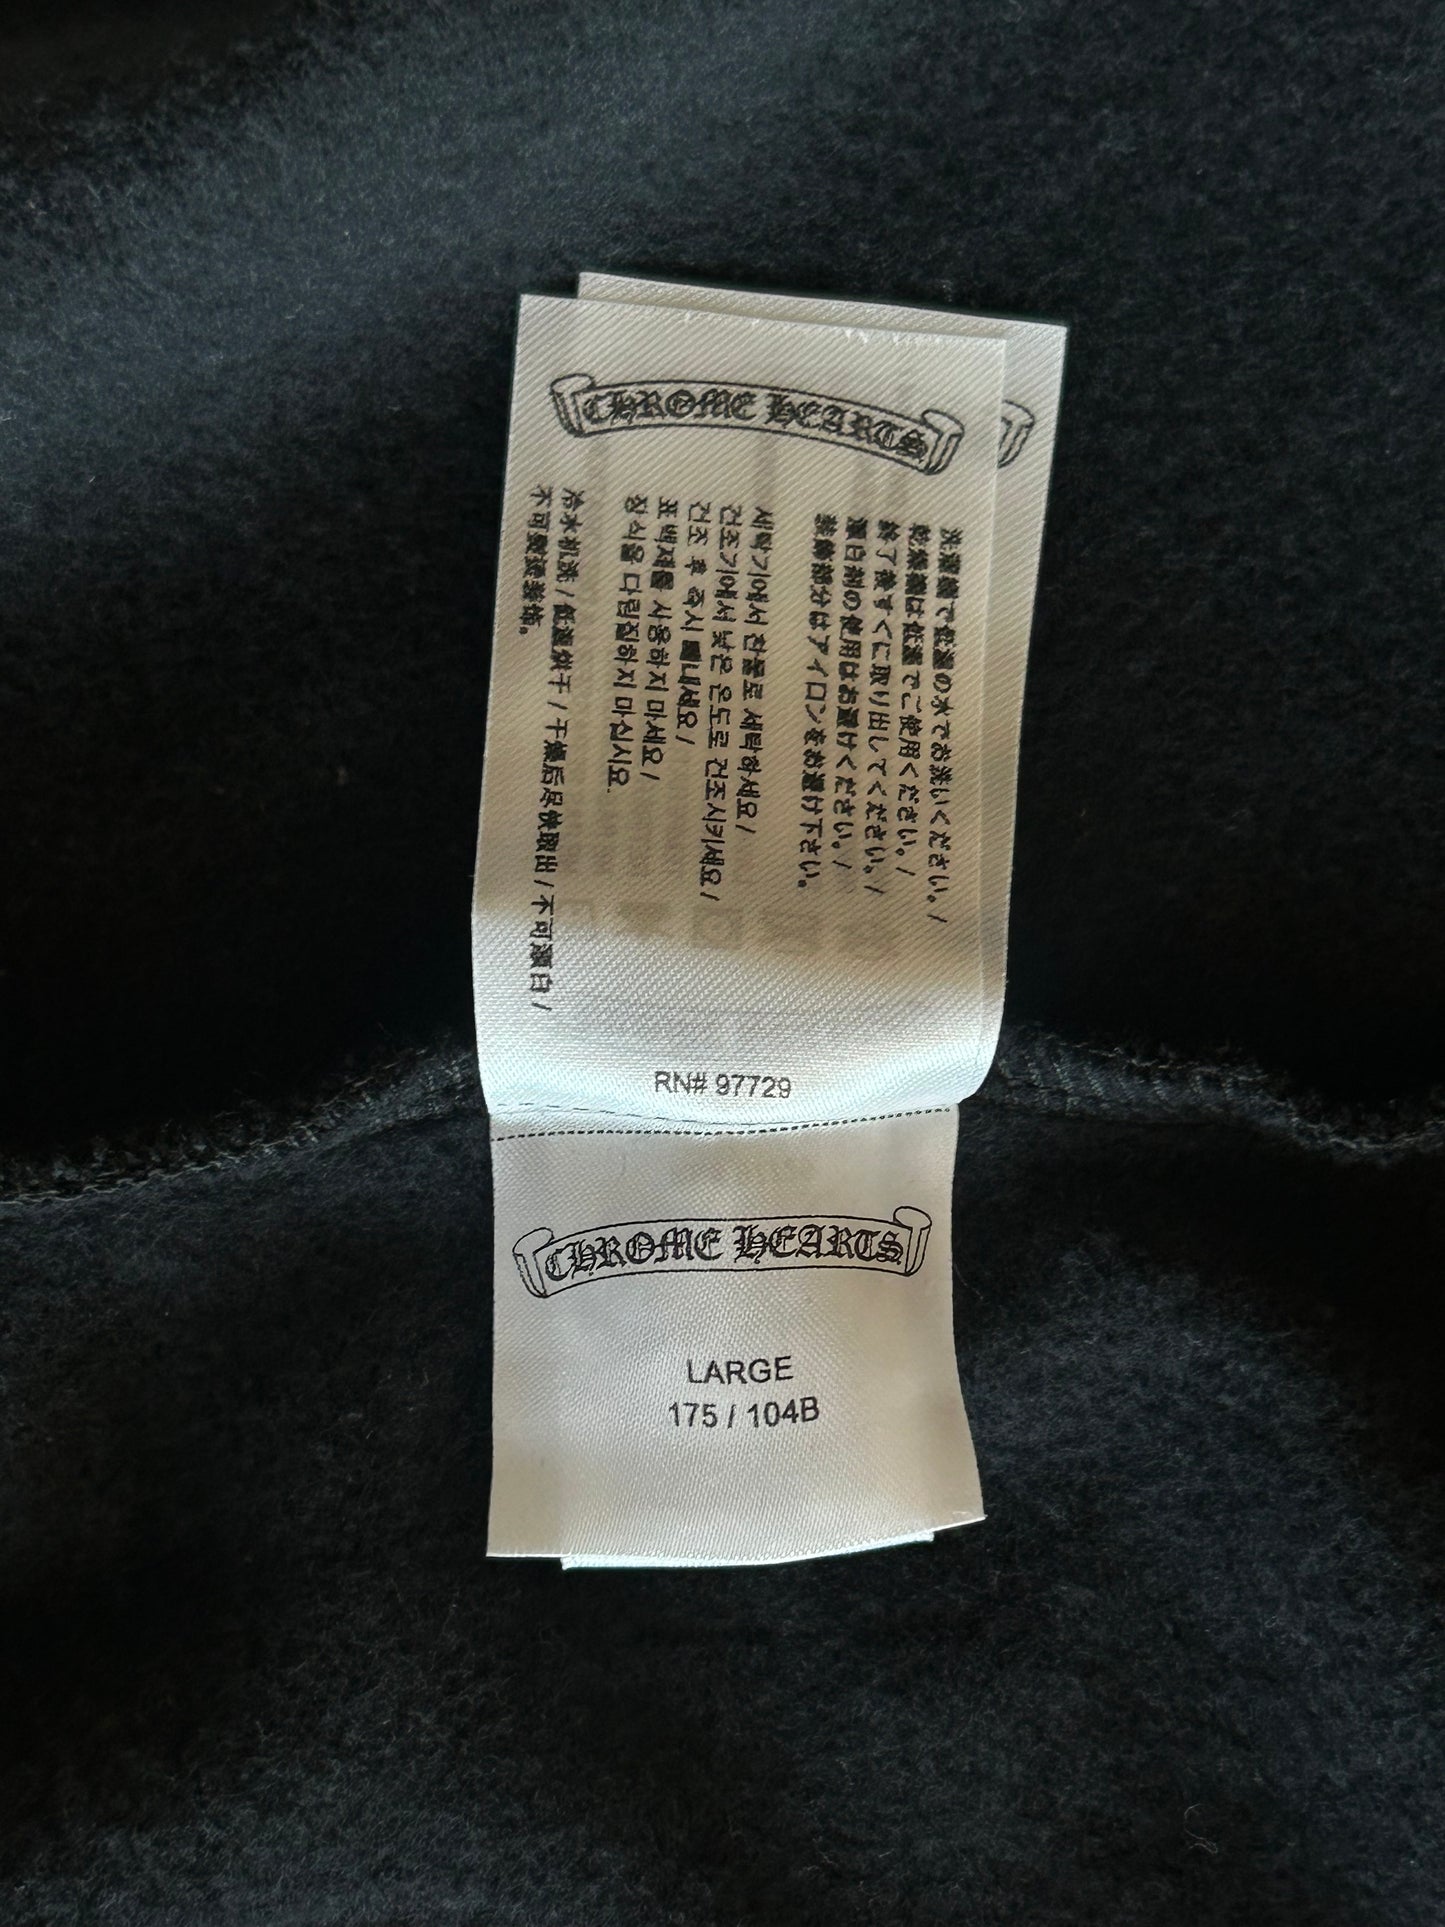 CHROME HEARTS
洗濯機で低温の水でお洗いください。/
乾燥機は低温でご使用ください。/
終了後すぐに取り出してください。/
漂白剤の使用はお避けください。/
装飾部分はアイロンをお避け下さい。
세탁기에서 찬물로 세탁하세요 /
건조기에서 낮은 온도로 건조시키세요 /
건조 후 즉시 빼내세요 /
표백제를 사용하지 마세요 /
장식을 다림질하지 마십시요
冷水机洗 / 低温烘干 / 干燥后尽快取出 / 不可漂白 /
不可熨烫装饰。
RN# 97729
CHROME HEARTS
LARGE
175 / 104B